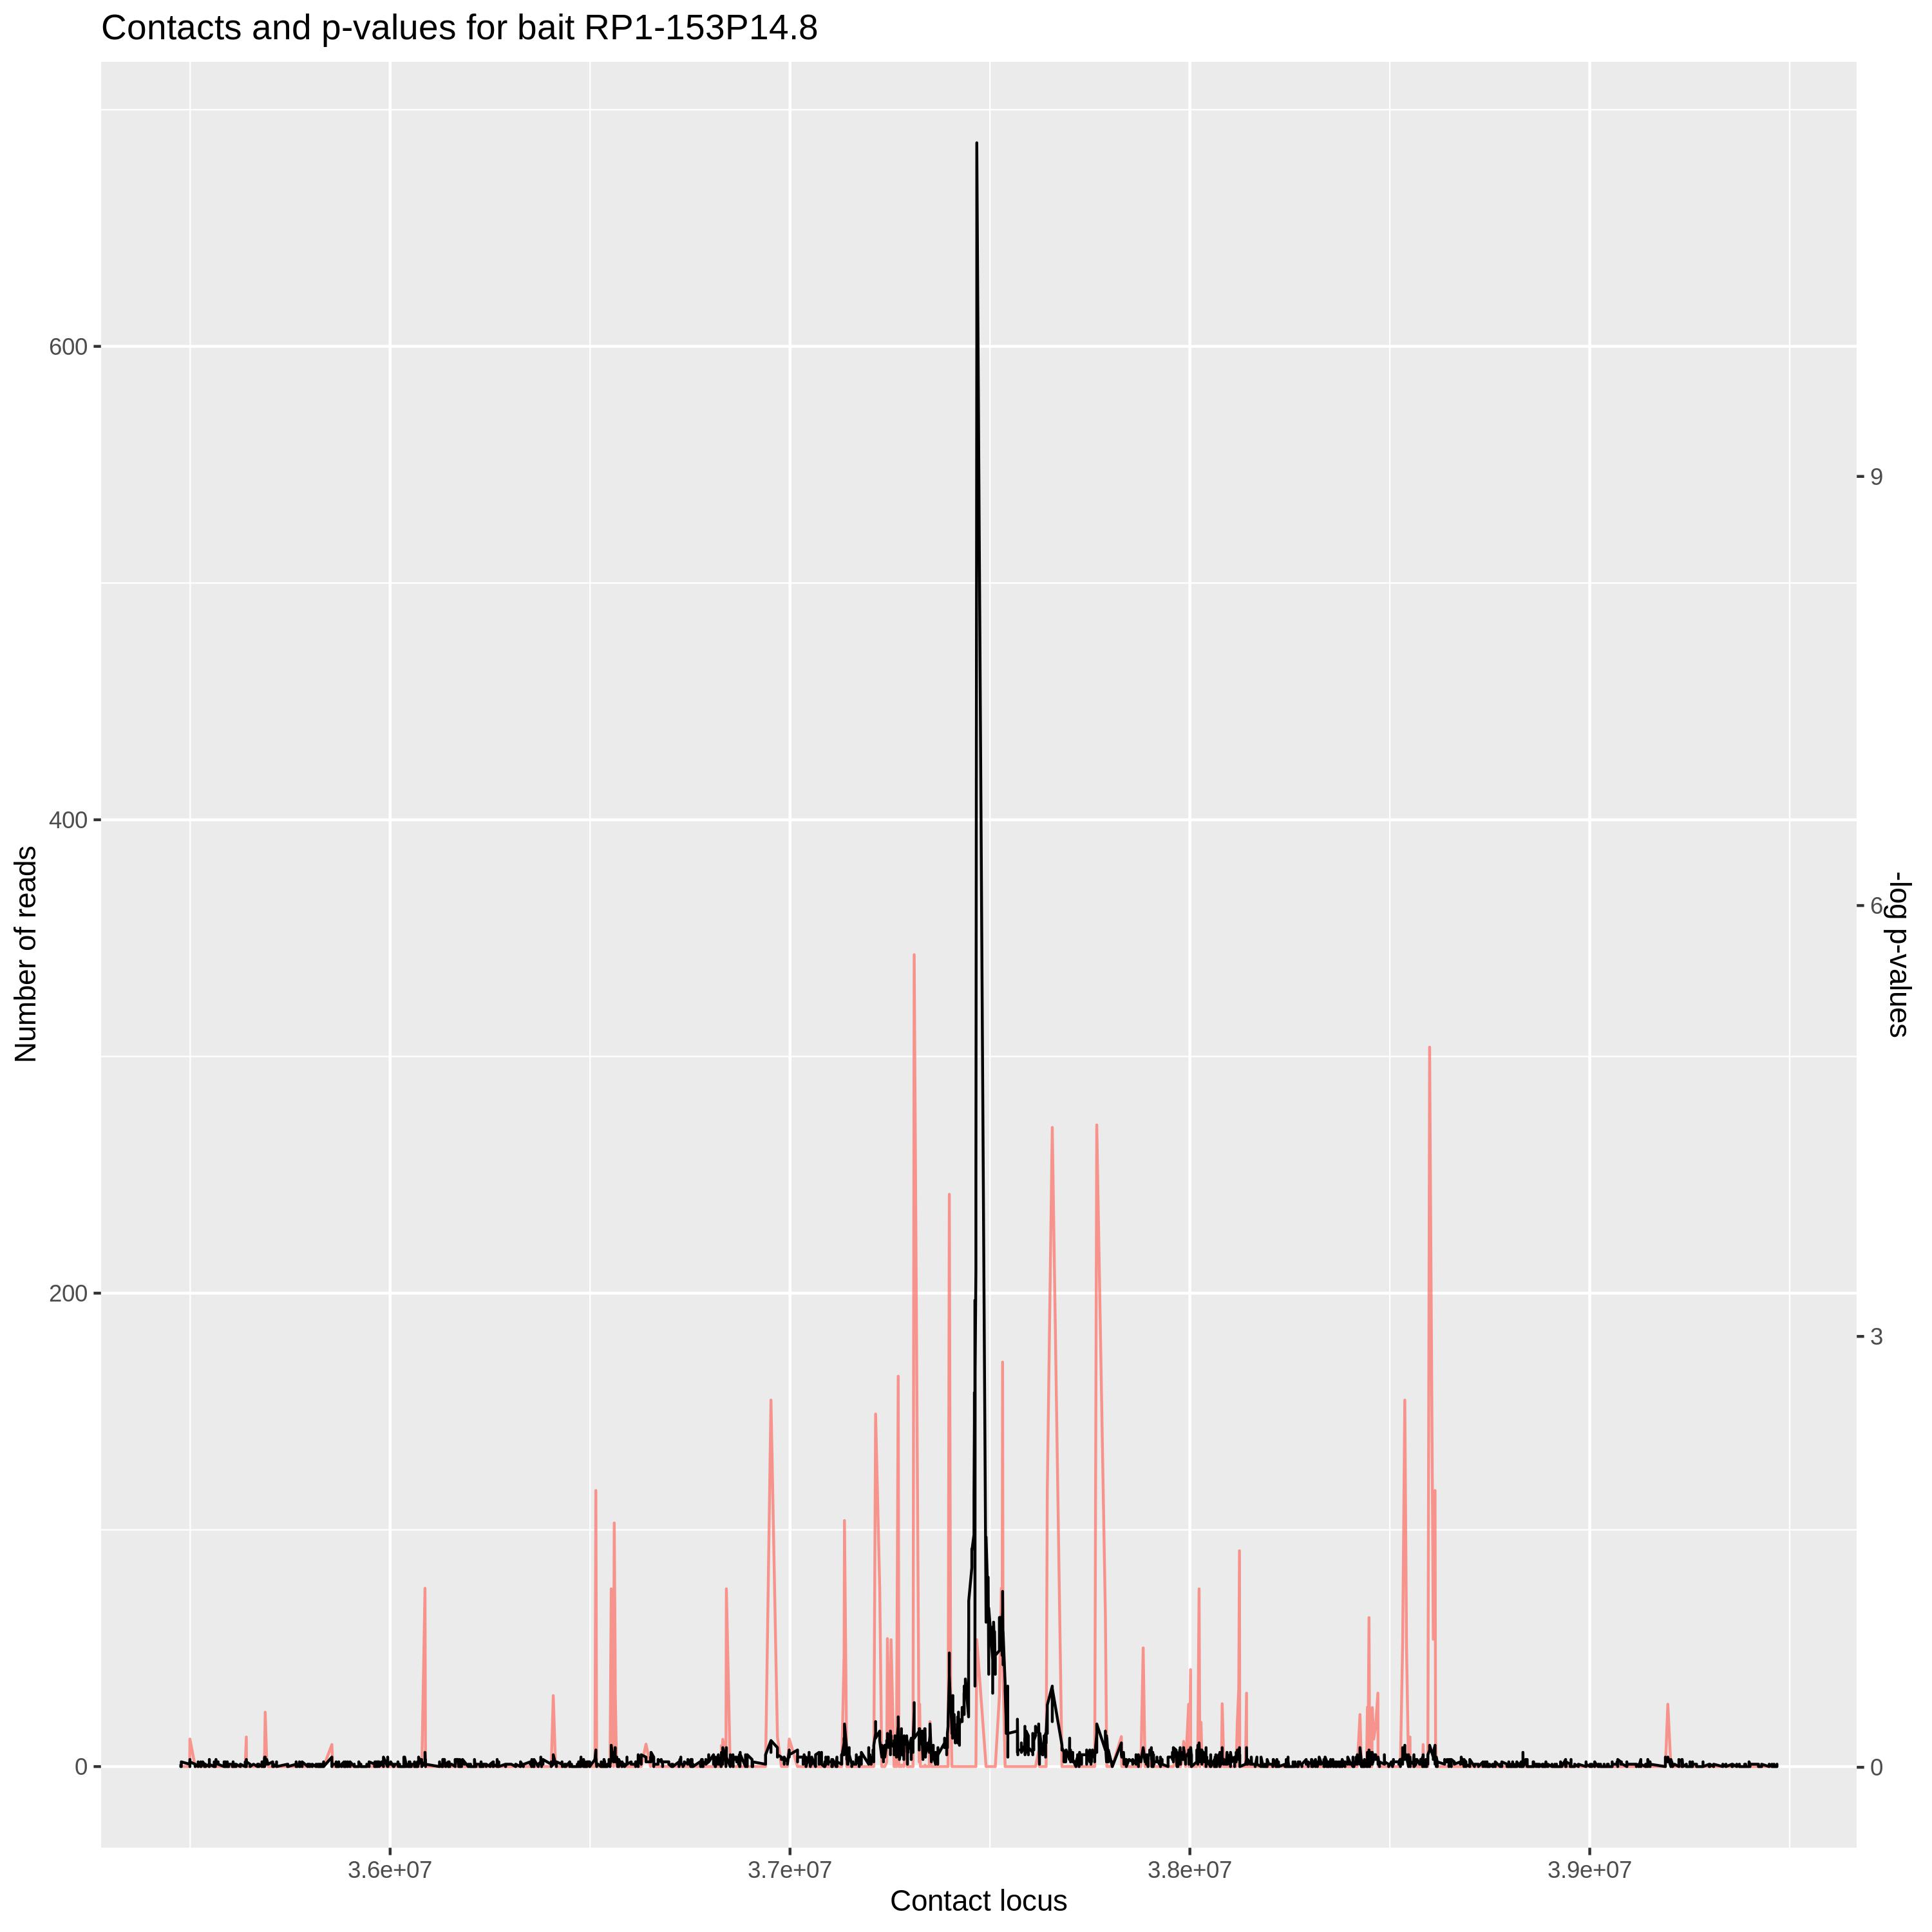 Contacts and p-values for bait RP1-153P14.8
600
400
200
0
Number of reads
9
6
3
0
-log p-values
3.6e+07
3.7e+07
3.8e+07
3.9e+07
Contact locus